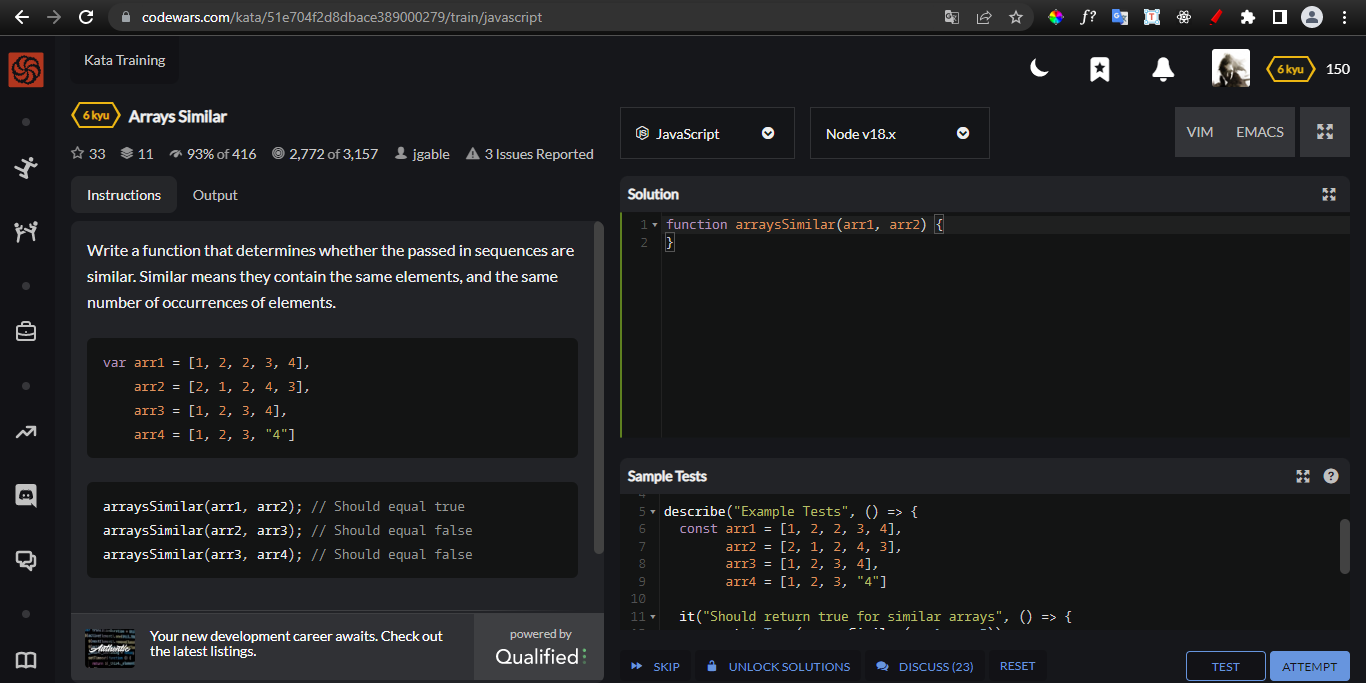 codewars.com/kata/51e704f2d8dbace389000279/train/javascript
Kata Training
6 kyu 150
6 kyu Arrays Similar
33 11 93% of 416 2,772 of 3,157 jgable 3 Issues Reported
Instructions Output
Write a function that determines whether the passed in sequences are
similar. Similar means they contain the same elements, and the same
number of occurrences of elements.
var arr1 = [1, 2, 2, 3, 4],
arr2 = [2, 1, 2, 4, 3],
arr3 = [1, 2, 3, 4],
arr4 = [1, 2, 3, "4"]
arraysSimilar(arr1, arr2); // Should equal true
arraysSimilar(arr2, arr3); // Should equal false
arraysSimilar(arr3, arr4); // Should equal false
Authentic
Your new development career awaits. Check out
the latest listings.
powered by
Qualified
JavaScript Node v18.x VIM EMACS
Solution
1 function arraysSimilar(arr1, arr2) {
2 }
Sample Tests
5 describe("Example Tests", () => {
6 const arr1 = [1, 2, 2, 3, 4],
7 arr2 = [2, 1, 2, 4, 3],
8 arr3 = [1, 2, 3, 4],
9 arr4 = [1, 2, 3, "4"]
10
11 it("Should return true for similar arrays", () => {
SKIP UNLOCK SOLUTIONS DISCUSS (23) RESET TEST ATTEMPT